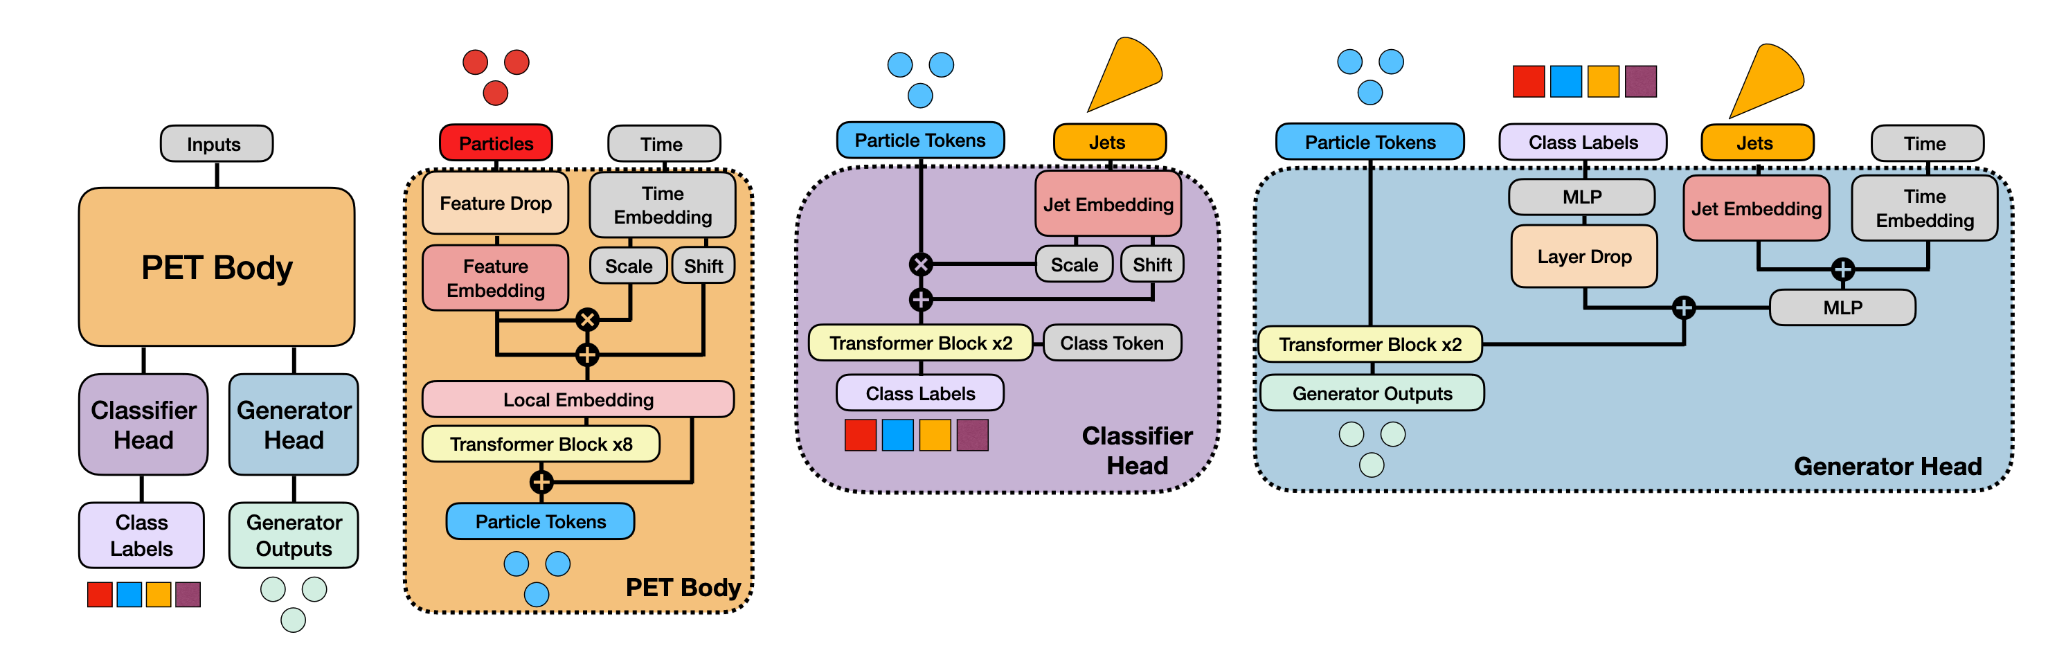 Inputs
PET Body
Classifier
Head
Generator
Head
Class
Labels
Generator
Outputs
Particles
Time
Feature Drop
Time
Embedding
Feature
Embedding
Scale
Shift
Local Embedding
Transformer Block x8
Particle Tokens
PET Body
Particle Tokens
Jets
Jet Embedding
Scale
Shift
Transformer Block x2
Class Token
Class Labels
Classifier
Head
Particle Tokens
Class Labels
Jets
Time
MLP
Jet Embedding
Time
Embedding
Layer Drop
MLP
Transformer Block x2
Generator Outputs
Generator Head